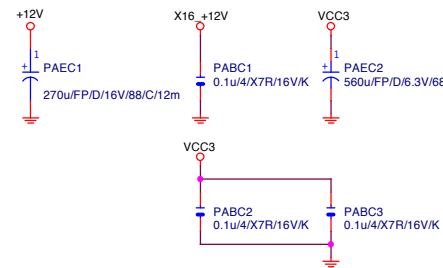 +12V
X16_+12V
VCC3
1
+
PAEC1
270u/FP/D/16V/88/C/12m
PABC1
0.1u/4/X7R/16V/K
1
+
PAEC2
560u/FP/D/6.3V/68
VCC3
PABC2
0.1u/4/X7R/16V/K
PABC3
0.1u/4/X7R/16V/K